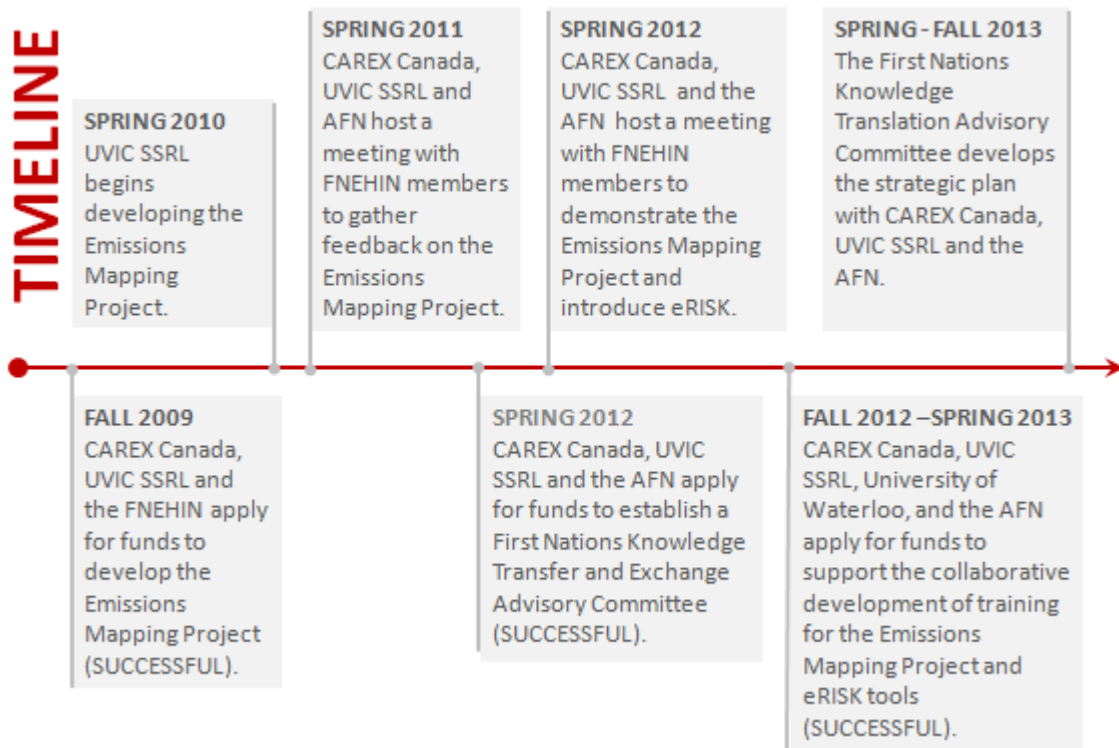 TIMELINE
SPRING 2010
UVIC SSRL
begins
developing the
Emissions
Mapping
Project.
SPRING 2011
CAREX Canada,
UVIC SSRL and
AFN host a
meeting with
FNEHIN members
to gather
feedback on the
Emissions
Mapping Project.
SPRING 2012
CAREX Canada,
UVIC SSRL and the
AFN host a meeting
with FNEHIN
members to
demonstrate the
Emissions Mapping
Project and
introduce eRISK.
SPRING - FALL 2013
The First Nations
Knowledge
Translation Advisory
Committee develops
the strategic plan
with CAREX Canada,
UVIC SSRL and the
AFN.
FALL 2009
CAREX Canada,
UVIC SSRL and
the FNEHIN apply
for funds to
develop the
Emissions
Mapping Project
(SUCCESSFUL).
SPRING 2012
CAREX Canada, UVIC
SSRL and the AFN apply
for funds to establish a
First Nations Knowledge
Transfer and Exchange
Advisory Committee
(SUCCESSFUL).
FALL 2012 –SPRING 2013
CAREX Canada, UVIC
SSRL, University of
Waterloo, and the AFN
apply for funds to
support the collaborative
development of training
for the Emissions
Mapping Project and
eRISK tools
(SUCCESSFUL).